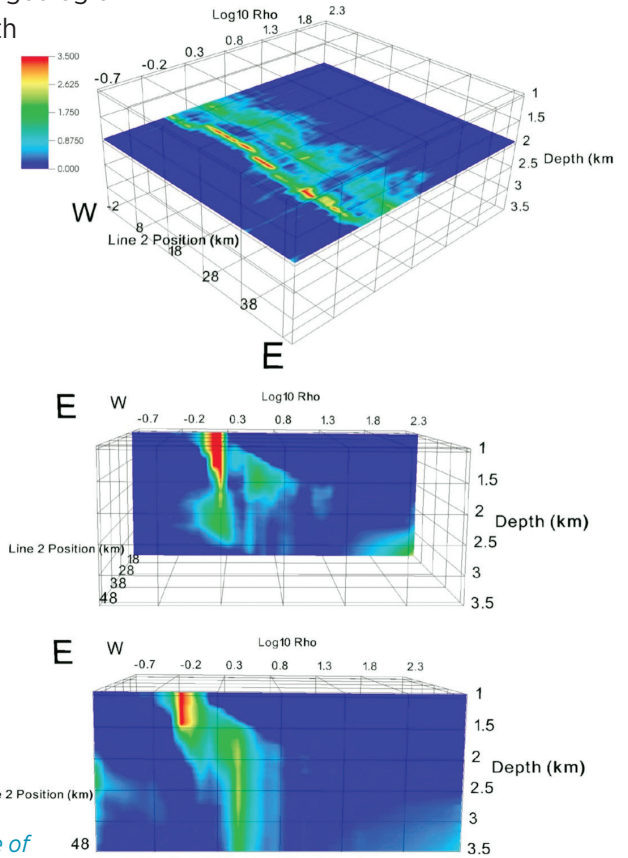 th
Log10 Rho
-0.7 -0.2 0.3 0.8 1.3 1.8 2.3
3.500
2.625
1.750
0.8750
0.000
1
1.5
2
2.5 Depth (km
3
3.5
W
-2
8
Line 2 Position (km)
18
28
38
E
E W
Log10 Rho
-0.7 -0.2 0.3 0.8 1.8 2.3
1
1.5
2
Depth (km)
2.5
3
3.5
Line 2 Position (km)
18
28
38
48
E W
Log10 Rho
-0.7 -0.2 0.3 0.8 1.3 1.8 2.3
1
1.5
2
Depth (km)
2.5
3
3.5
2 Position (km)
48
of